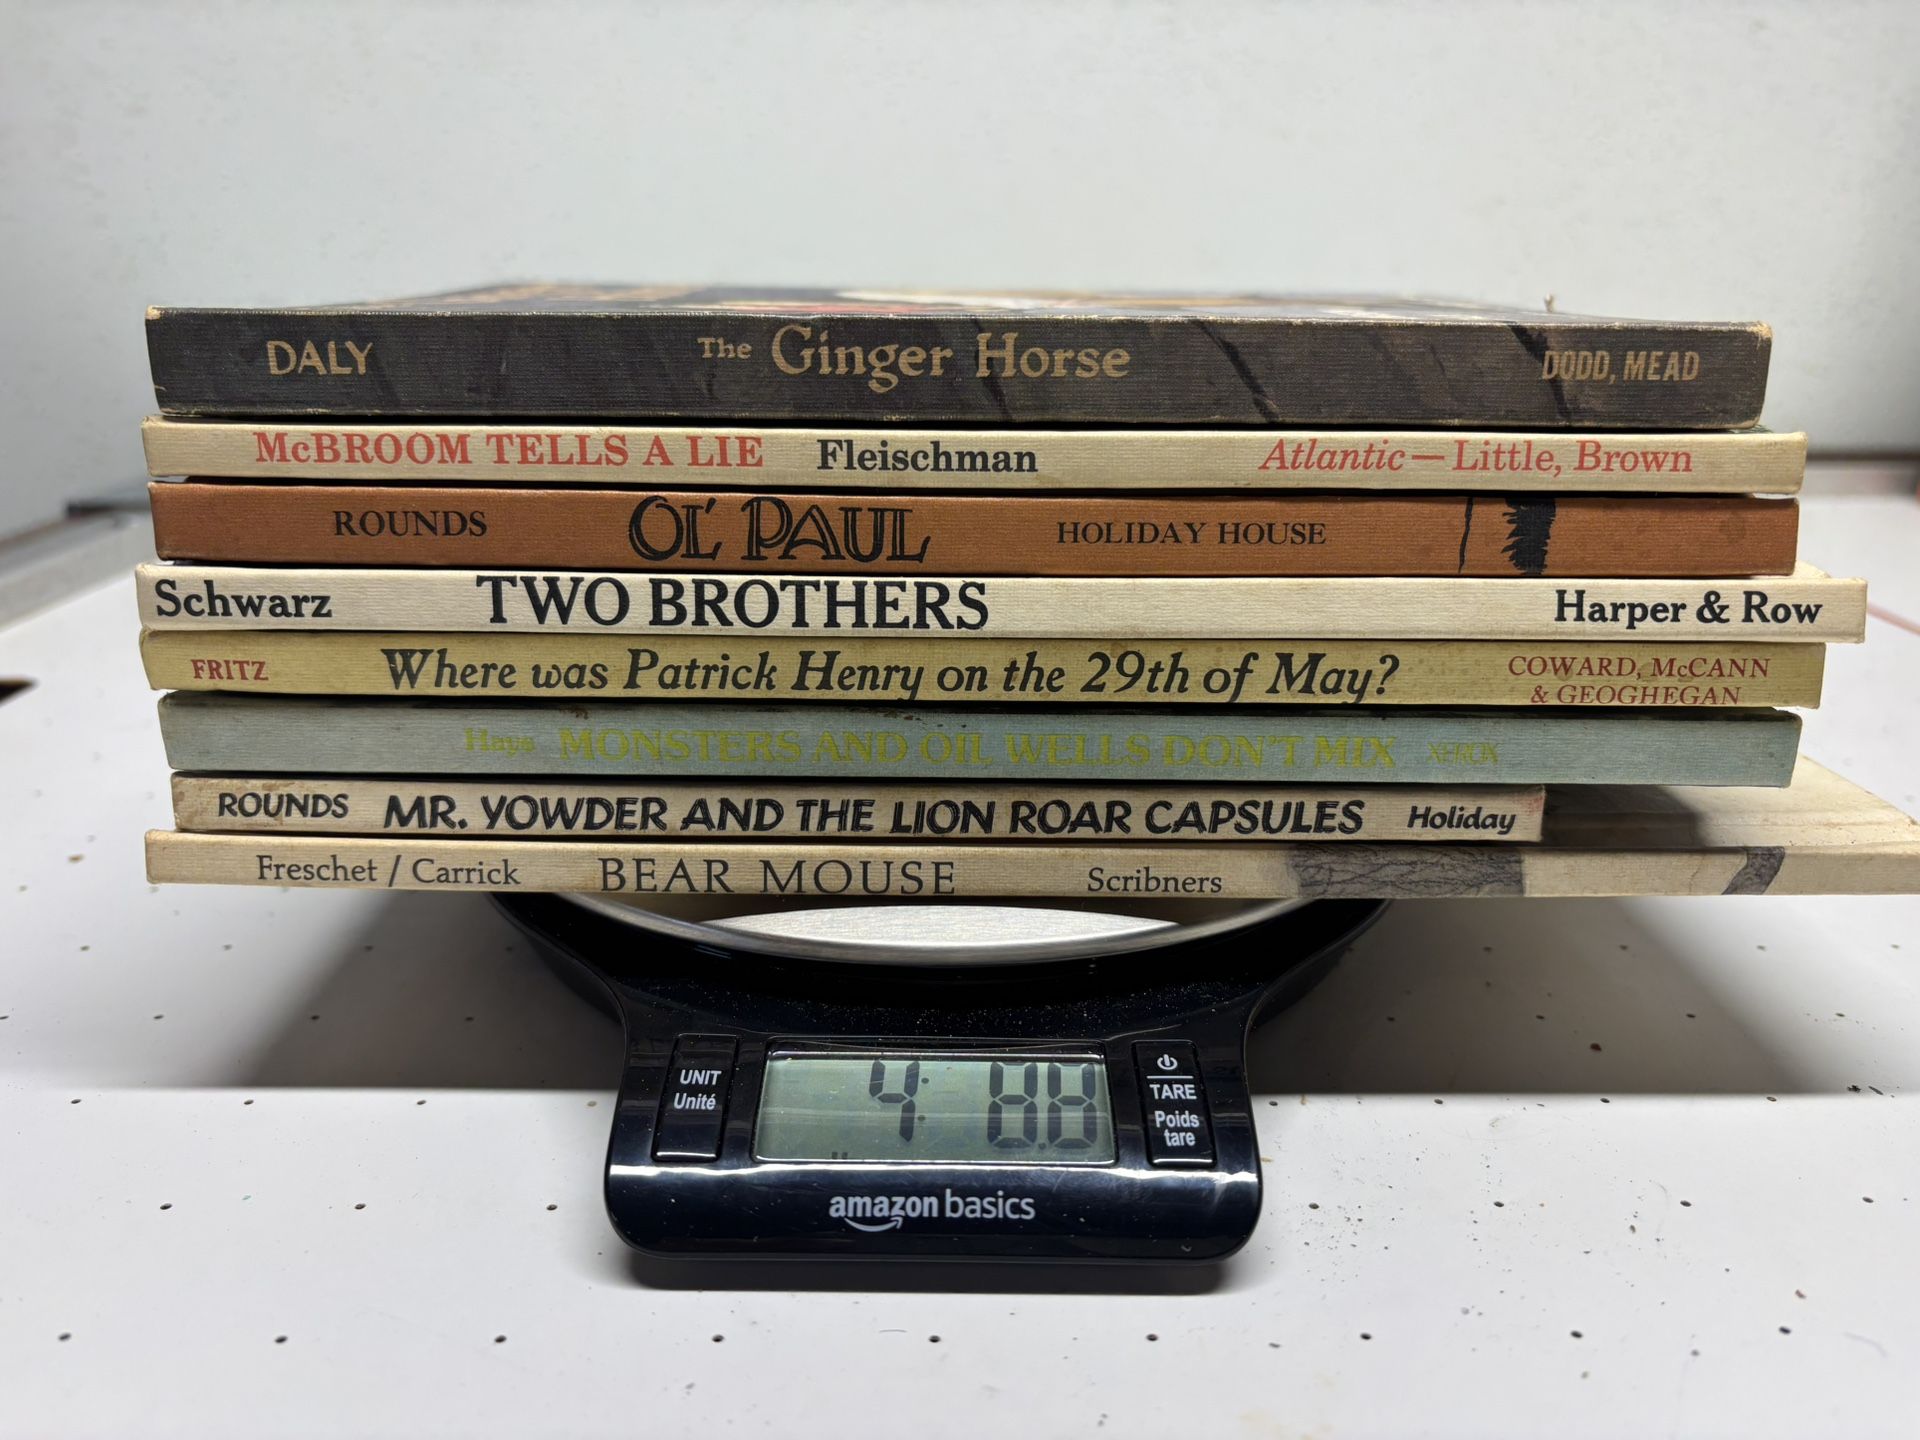 DALY The Ginger Horse DODD, MEAD
McBROOM TELLS A LIE Fleischman Atlantic—Little, Brown
ROUNDS OL' PAUL HOLIDAY HOUSE
Schwarz TWO BROTHERS Harper & Row
FRITZ Where was Patrick Henry on the 29th of May? COWARD, McCANN
& GEOGHEGAN
Hays MONSTERS AND OIL WELLS DON'T MIX XEROX
ROUNDS MR. YOWDER AND THE LION ROAR CAPSULES Holiday
Freschet / Carrick BEAR MOUSE Scribners
UNIT
Unité
4: 8.8
TARE
Poids
tare
amazon basics